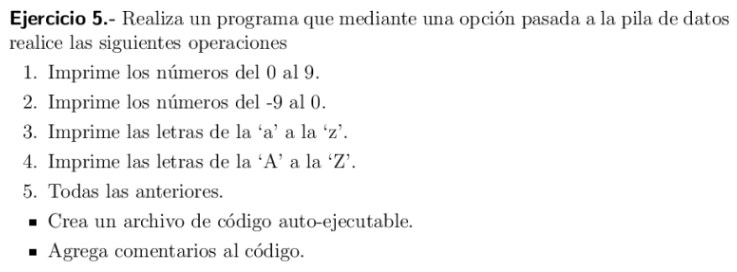 Ejercicio 5.- Realiza un programa que mediante una opción pasada a la pila de datos
realice las siguientes operaciones
1. Imprime los números del 0 al 9.
2. Imprime los números del -9 al 0.
3. Imprime las letras de la ‘a’ a la ‘z’.
4. Imprime las letras de la ‘A’ a la ‘Z’.
5. Todas las anteriores.
▪ Crea un archivo de código auto-ejecutable.
▪ Agrega comentarios al código.